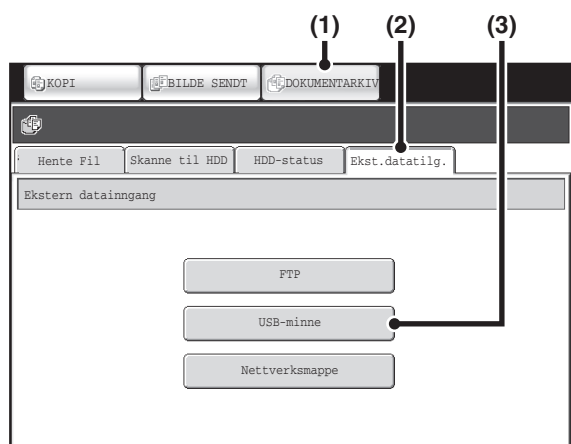 (1) (2) (3)
KOPI BILDE SENDT DOKUMENTARKIV
Hente Fil Skanne til HDD HDD-status Ekst.datatilg.
Ekstern datainngang
FTP
USB-minne
Nettverksmappe